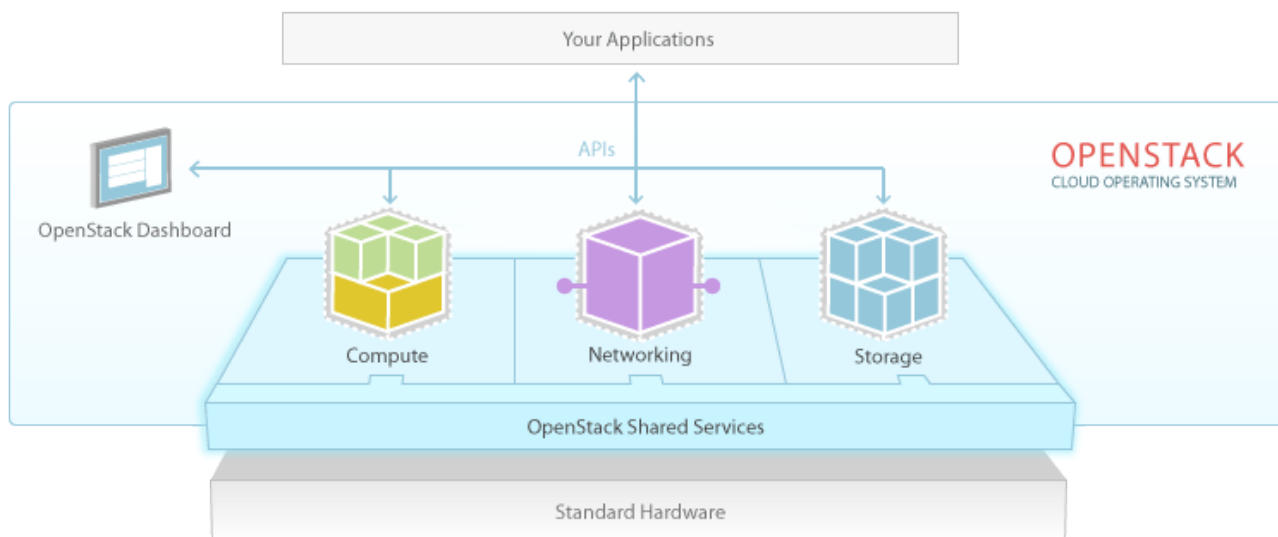 Your Applications
APIs
OPENSTACK
CLOUD OPERATING SYSTEM
OpenStack Dashboard
Compute
Networking
Storage
OpenStack Shared Services
Standard Hardware